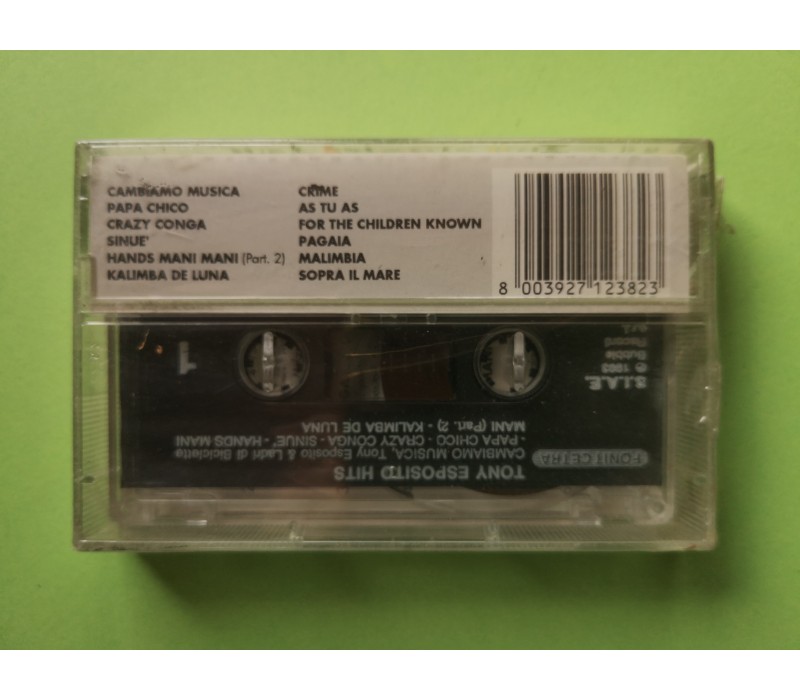 CAMBIAMO MUSICA
PAPA CHICO
CRAZY CONGA
SINUE'
HANDS MANI MANI (Part. 2)
KALIMBA DE LUNA
CRIME
AS TU AS
FOR THE CHILDREN KNOWN
PAGAIA
MALIMBIA
SOPRA IL MARE
8 003927 123823
TONY ESPOSITO HITS
FONIT CETRA
CAMBIAMO MUSICA, Tony Esposito & Ladri di Biciclette
- PAPA CHICO - CRAZY CONGA - SINUE' - HANDS MANI
MANI (Part. 2) - KALIMBA DE LUNA
S.I.A.E.
Bubble
Record
s.r.l.
1